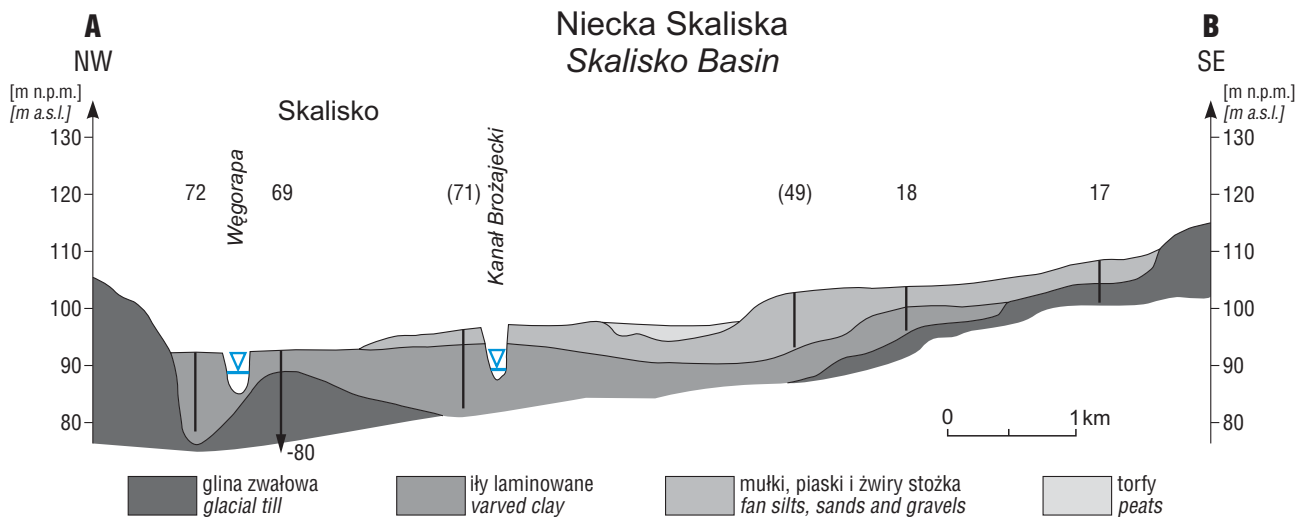 A
NW
Niecka Skaliska
Skalisko Basin
B
SE
[m n.p.m.]
[m a.s.l.]
[m n.p.m.]
[m a.s.l.]
Skalisko
130
120
110
100
90
80
72
Węgorapa
69
(71)
Kanał Brożajecki
(49)
18
17
130
120
110
100
90
80
-80
0
1 km
glina zwałowa
glacial till
iły laminowane
varved clay
mułki, piaski i żwiry stożka
fan silts, sands and gravels
torfy
peats